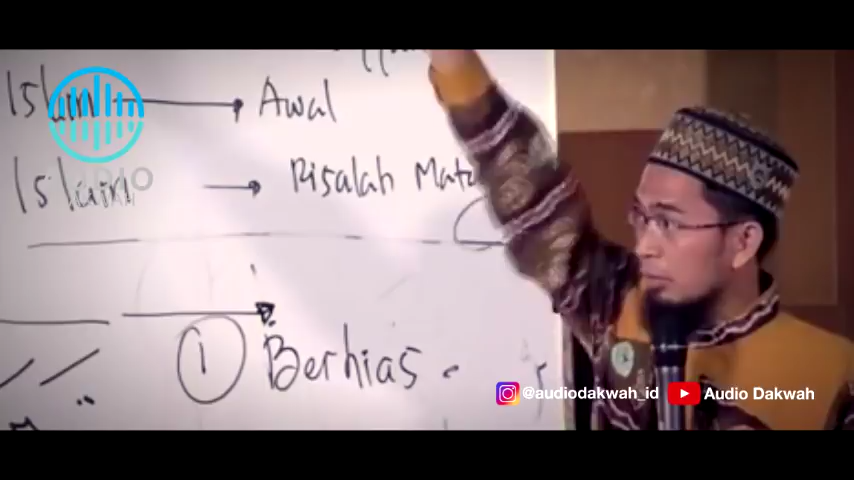 Islam → Awal
Islam → Risalah
→
① Berhias
@audiodakwah_id Audio Dakwah